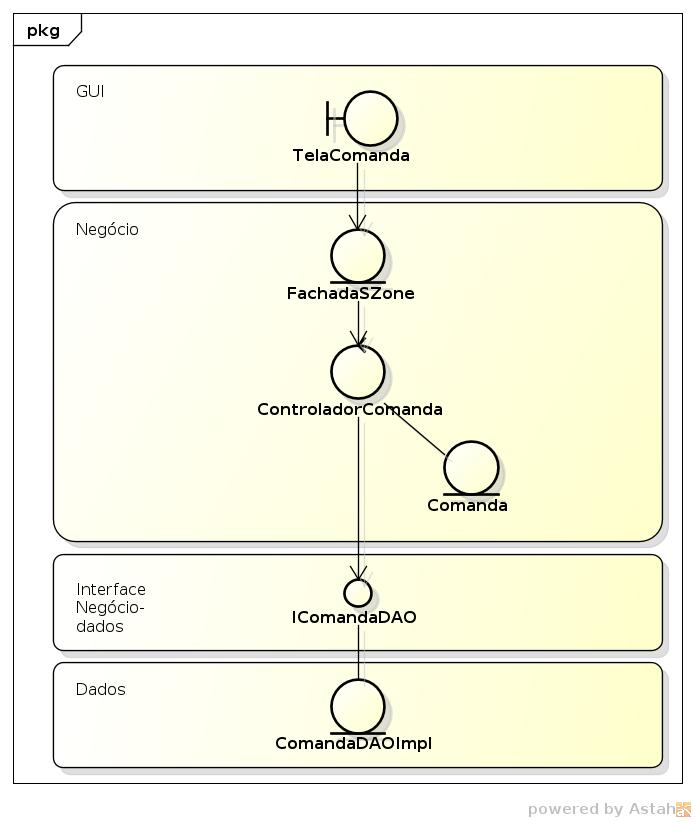 pkg
GUI
TelaComanda
Negócio
FachadaSZone
ControladorComanda
Comanda
Interface
Negócio-
dados
IComandaDAO
Dados
ComandaDAOImpl
powered by Astah